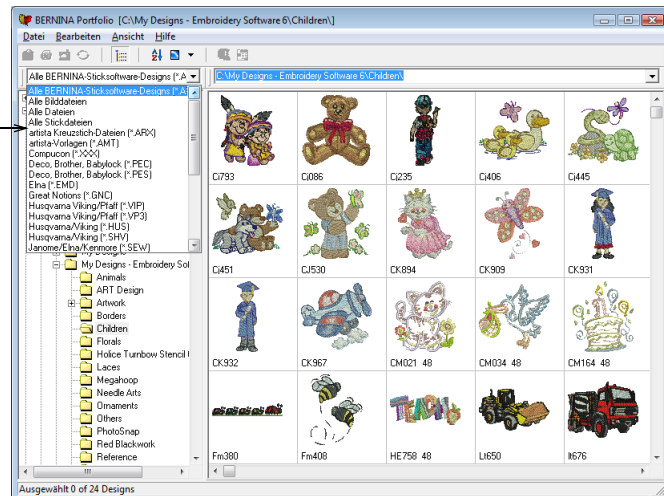 BERNINA Portfolio [C:\My Designs - Embroidery Software 6\Children\]
Datei Bearbeiten Ansicht Hilfe
Alle BERNINA-Sticksoftware-Designs (*.A
C:\My Designs - Embroidery Software 6\Children\
Alle BERNINA-Sticksoftware-Designs (*.A
Alle Bilddateien
Alle Dateien
Alle Stickdateien
artista Kreuzstich-Dateien (*.ARX)
artista-Vorlagen (*.AMT)
Compucon (*.XXX)
Deco, Brother, Babylock (*.PEC)
Deco, Brother, Babylock (*.PES)
Elna (*.EMD)
Great Notions (*.GNC)
Husqvarna Viking/Pfaff (*.VIP)
Husqvarna Viking/Pfaff (*.VP3)
Husqvarna/Viking (*.HUS)
Husqvarna/Viking (*.SHV)
Janome/Elna/Kenmore (*.SEW)
My Designs - Embroidery Sof
Animals
ART Design
Artwork
Borders
Children
Florals
Holice Turnbow Stencil
Laces
Megahoop
Needle Arts
Ornaments
Others
PhotoSnap
Red Blackwork
Reference
Cj793 Cj086 Cj235 Cj406 Cj445
Cj451 CJ530 CK894 CK909 CK931
CK932 CK967 CM021 48 CM034 48 CM164 48
TEACH
Fm380 Fm408 HE758 48 Lt650 It676
Ausgewählt 0 of 24 Designs